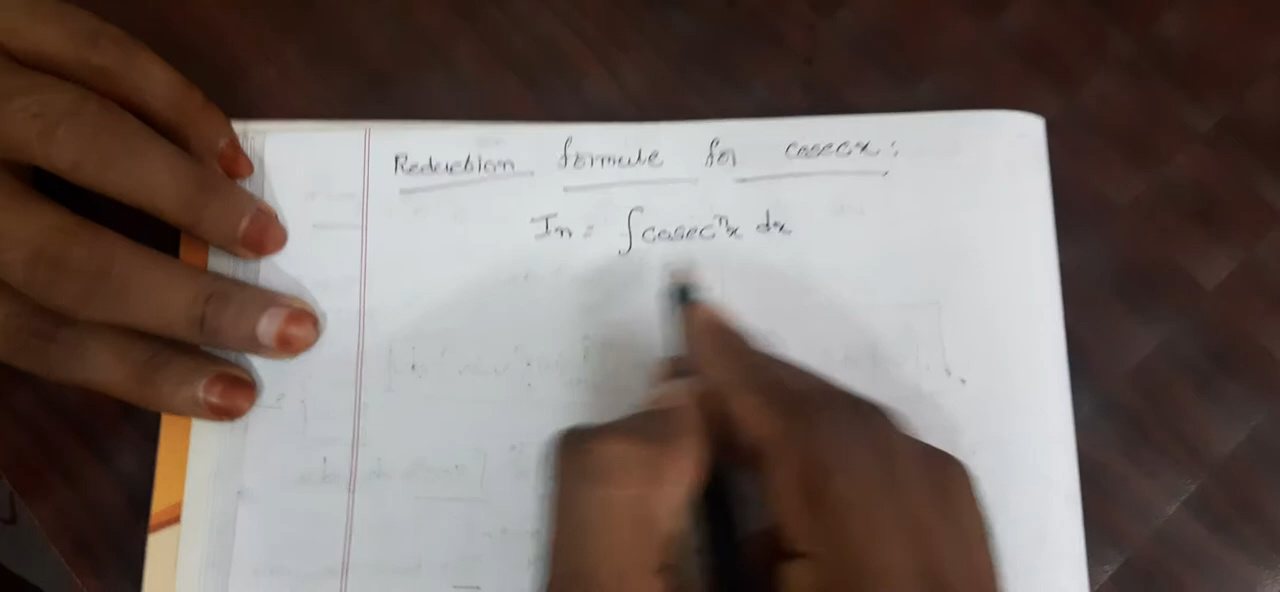 Reduction formule for cosecx:
In = ∫cosecⁿx dx